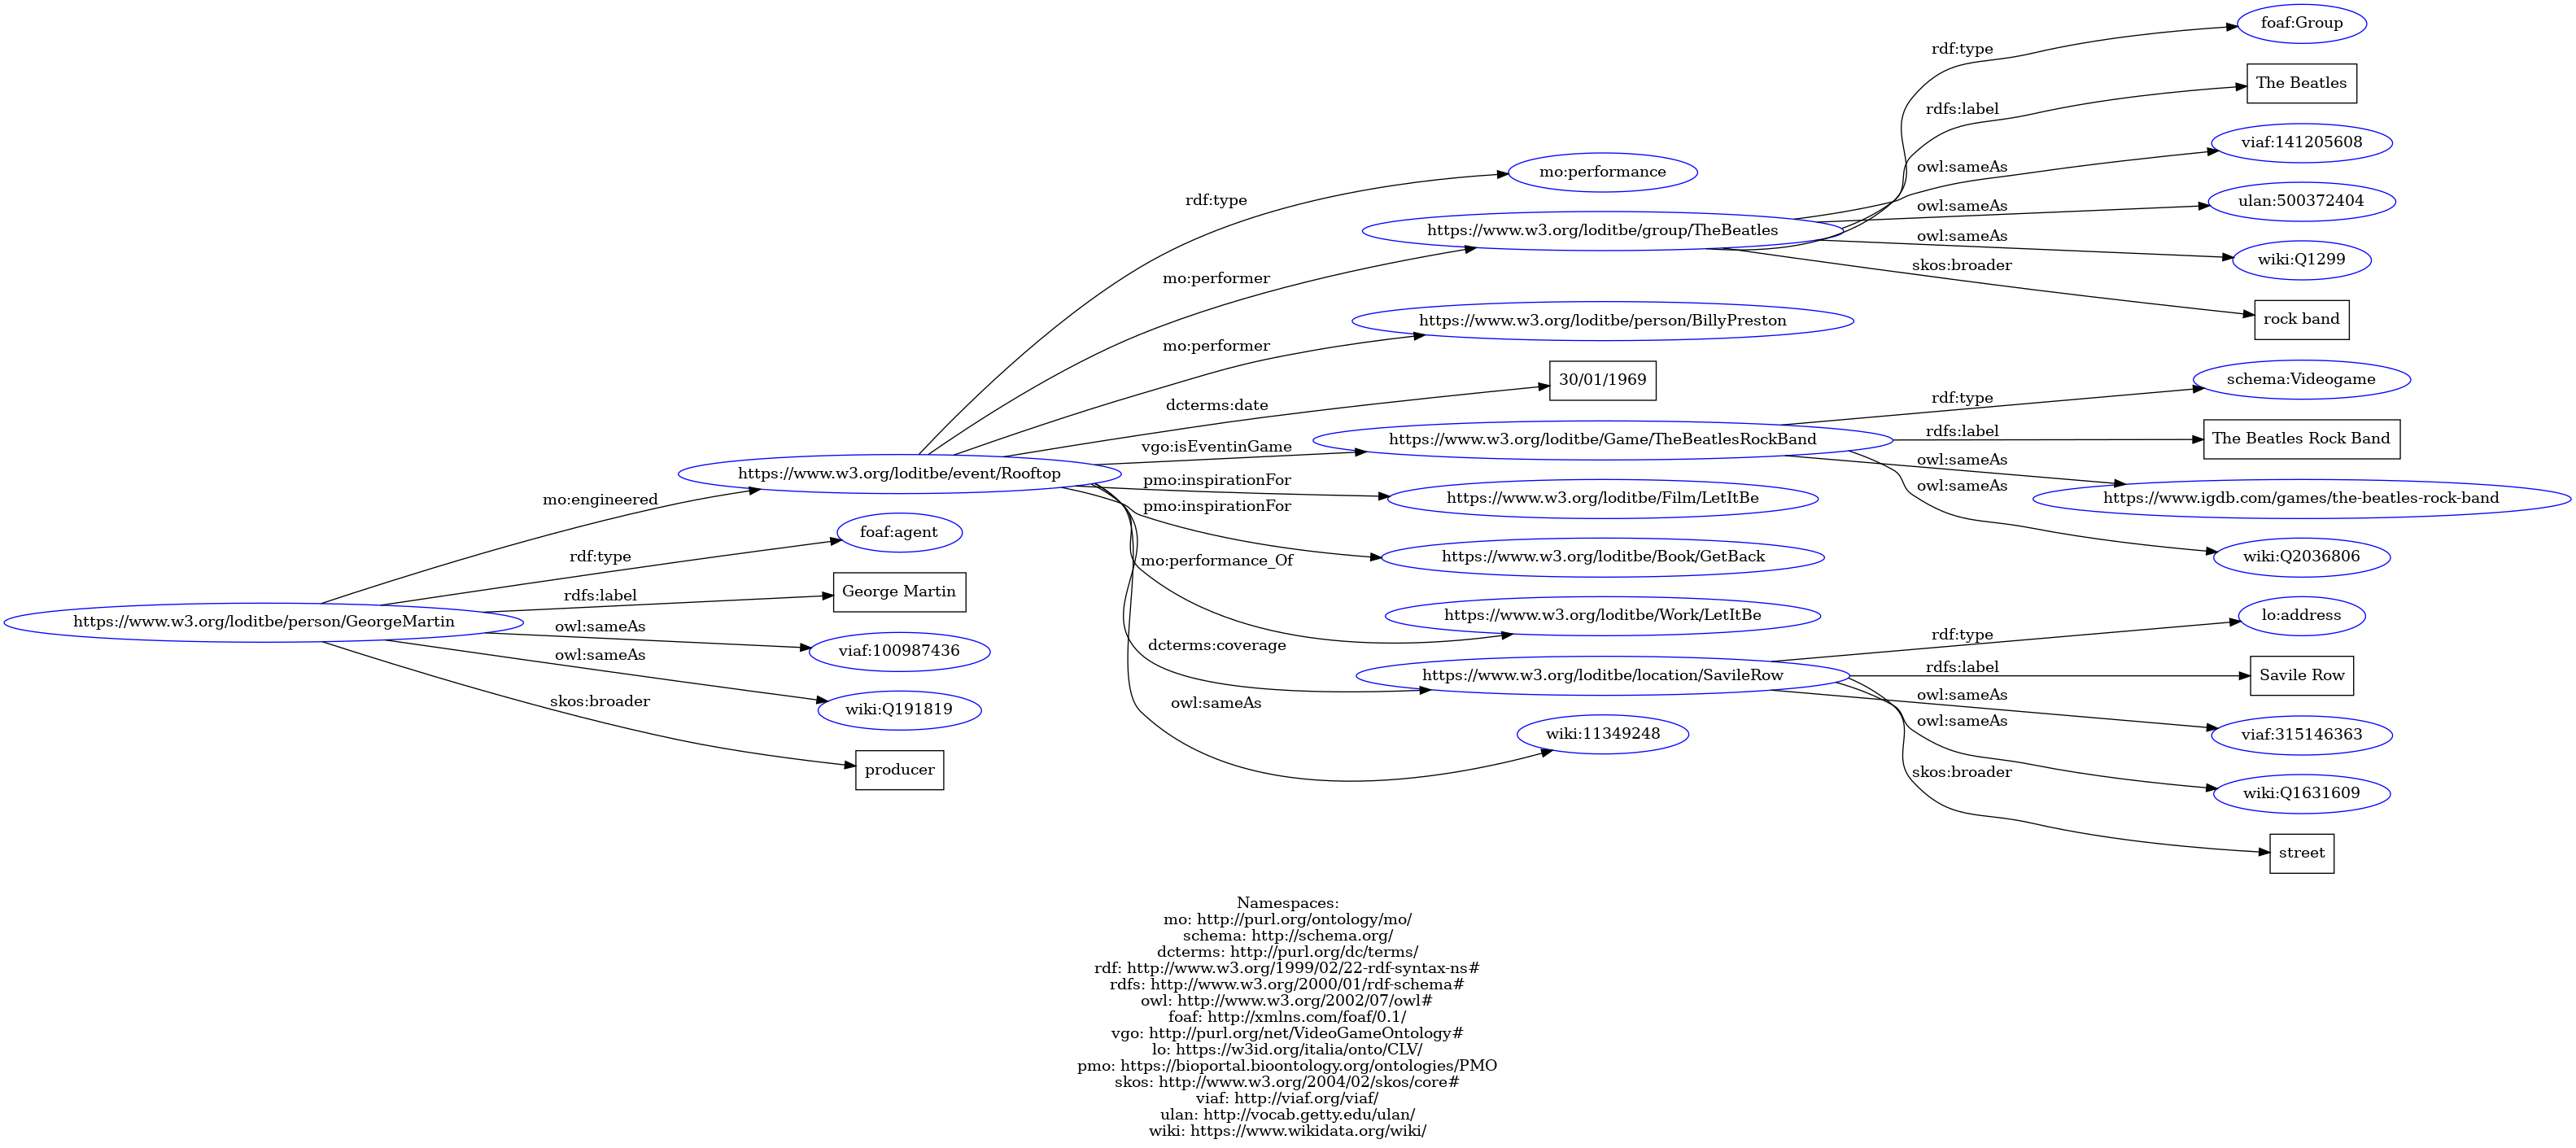 foaf:Group
rdf:type
The Beatles
rdfs:label
viaf:141205608
owl:sameAs
mo:performance
rdf:type
ulan:500372404
owl:sameAs
https://www.w3.org/loditbe/group/TheBeatles
owl:sameAs
wiki:Q1299
skos:broader
mo:performer
rock band
https://www.w3.org/loditbe/person/BillyPreston
mo:performer
30/01/1969
schema:Videogame
rdf:type
dcterms:date
rdfs:label
The Beatles Rock Band
https://www.w3.org/loditbe/Game/TheBeatlesRockBand
vgo:isEventinGame
owl:sameAs
https://www.w3.org/loditbe/event/Rooftop
pmo:inspirationFor
owl:sameAs
https://www.w3.org/loditbe/Film/LetItBe
https://www.igdb.com/games/the-beatles-rock-band
mo:engineered
pmo:inspirationFor
foaf:agent
rdf:type
https://www.w3.org/loditbe/Book/GetBack
wiki:Q2036806
mo:performance_Of
George Martin
rdfs:label
https://www.w3.org/loditbe/Work/LetItBe
lo:address
https://www.w3.org/loditbe/person/GeorgeMartin
owl:sameAs
rdf:type
dcterms:coverage
viaf:100987436
owl:sameAs
rdfs:label
https://www.w3.org/loditbe/location/SavileRow
Savile Row
owl:sameAs
skos:broader
owl:sameAs
wiki:Q191819
owl:sameAs
wiki:11349248
viaf:315146363
producer
skos:broader
wiki:Q1631609
street
Namespaces:
mo: http://purl.org/ontology/mo/
schema: http://schema.org/
dcterms: http://purl.org/dc/terms/
rdf: http://www.w3.org/1999/02/22-rdf-syntax-ns#
rdfs: http://www.w3.org/2000/01/rdf-schema#
owl: http://www.w3.org/2002/07/owl#
foaf: http://xmlns.com/foaf/0.1/
vgo: http://purl.org/net/VideoGameOntology#
lo: https://w3id.org/italia/onto/CLV/
pmo: https://bioportal.bioontology.org/ontologies/PMO
skos: http://www.w3.org/2004/02/skos/core#
viaf: http://viaf.org/viaf/
ulan: http://vocab.getty.edu/ulan/
wiki: https://www.wikidata.org/wiki/